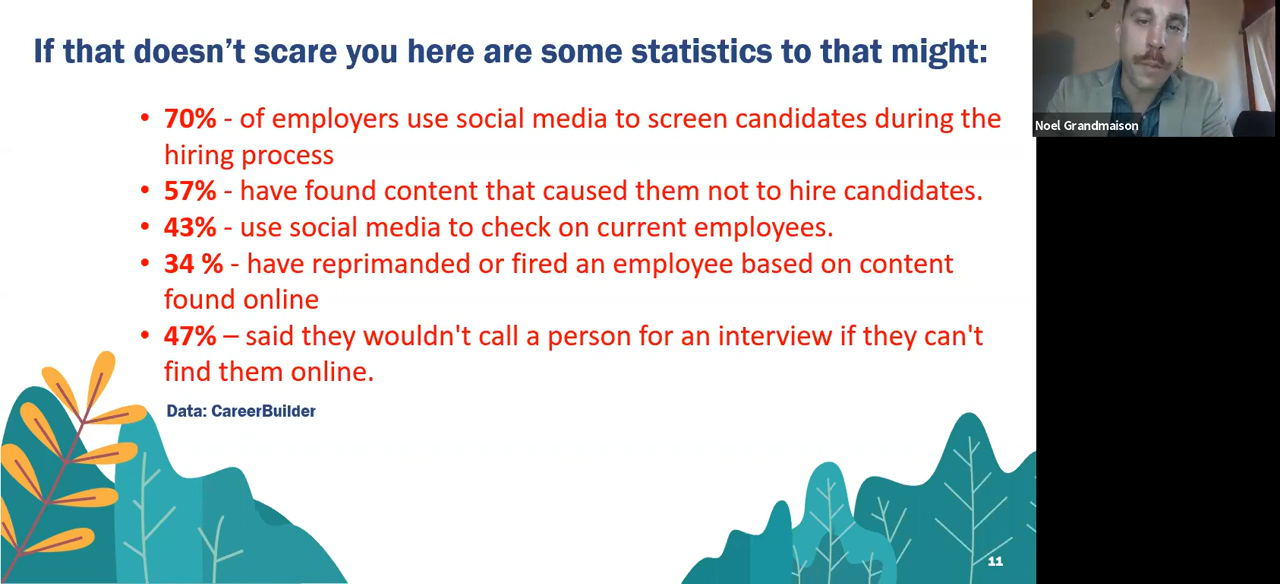 If that doesn’t scare you here are some statistics to that might:
• 70% - of employers use social media to screen candidates during the
hiring process
• 57% - have found content that caused them not to hire candidates.
• 43% - use social media to check on current employees.
• 34 % - have reprimanded or fired an employee based on content
found online
• 47% – said they wouldn't call a person for an interview if they can't
find them online.
Data: CareerBuilder
11
Noel Grandmaison